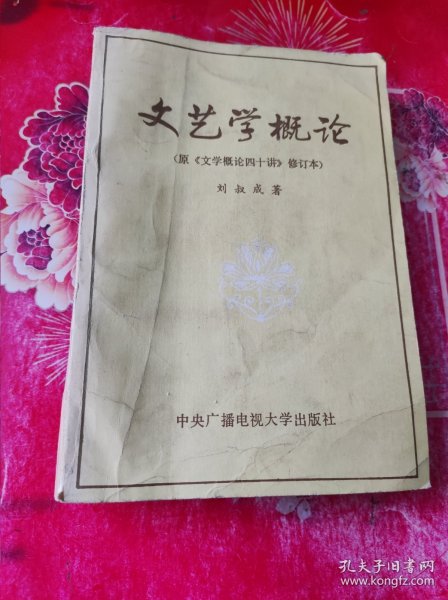 文艺学概论
（原《文学概论四十讲》修订本）
刘叔成著
中央广播电视大学出版社
孔夫子旧书网
www.kongfz.com